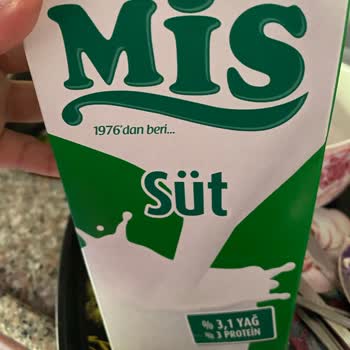 MİS
1976'dan beri...
Süt
% 3,1 YAĞ
% 3 PROTEİN